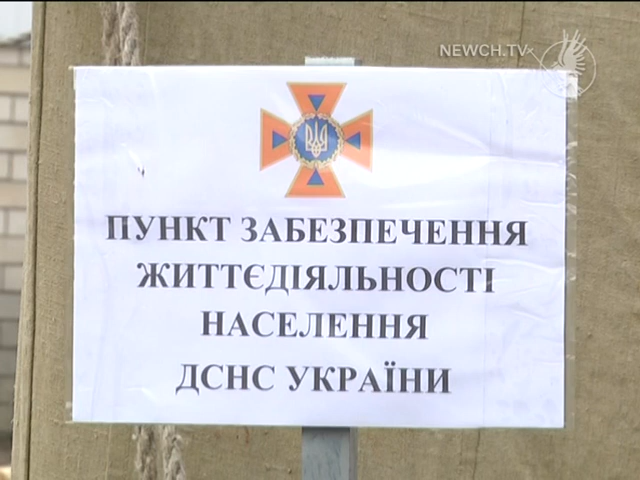 NEWCH.TV
ПУНКТ ЗАБЕЗПЕЧЕННЯ
ЖИТТЄДІЯЛЬНОСТІ
НАСЕЛЕННЯ
ДСНС УКРАЇНИ